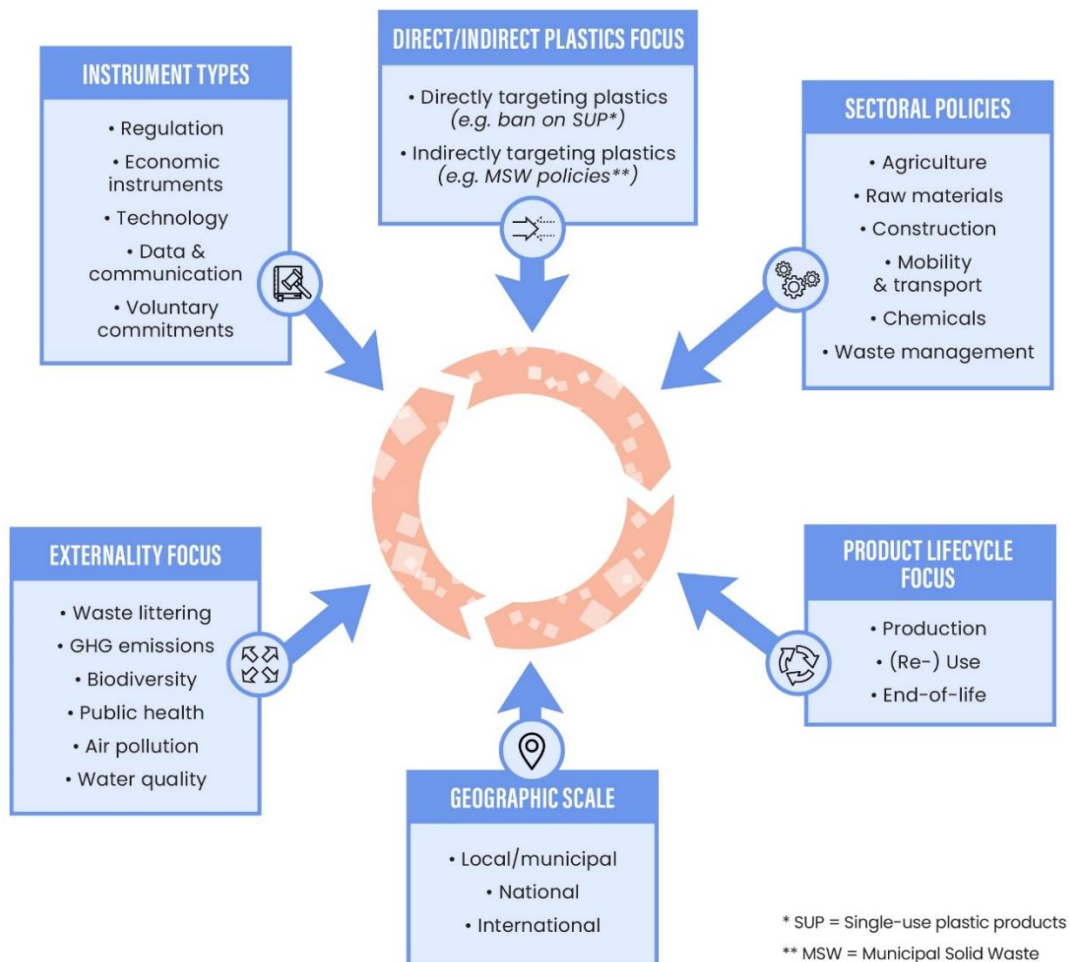 DIRECT/INDIRECT PLASTICS FOCUS
• Directly targeting plastics
(e.g. ban on SUP*)
• Indirectly targeting plastics
(e.g. MSW policies**)
INSTRUMENT TYPES
• Regulation
• Economic
instruments
• Technology
• Data &
communication
• Voluntary
commitments
SECTORAL POLICIES
• Agriculture
• Raw materials
• Construction
• Mobility
& transport
• Chemicals
• Waste management
EXTERNALITY FOCUS
• Waste littering
• GHG emissions
• Biodiversity
• Public health
• Air pollution
• Water quality
PRODUCT LIFECYCLE
FOCUS
• Production
• (Re-) Use
• End-of-life
GEOGRAPHIC SCALE
• Local/municipal
• National
• International
* SUP = Single-use plastic products
** MSW = Municipal Solid Waste